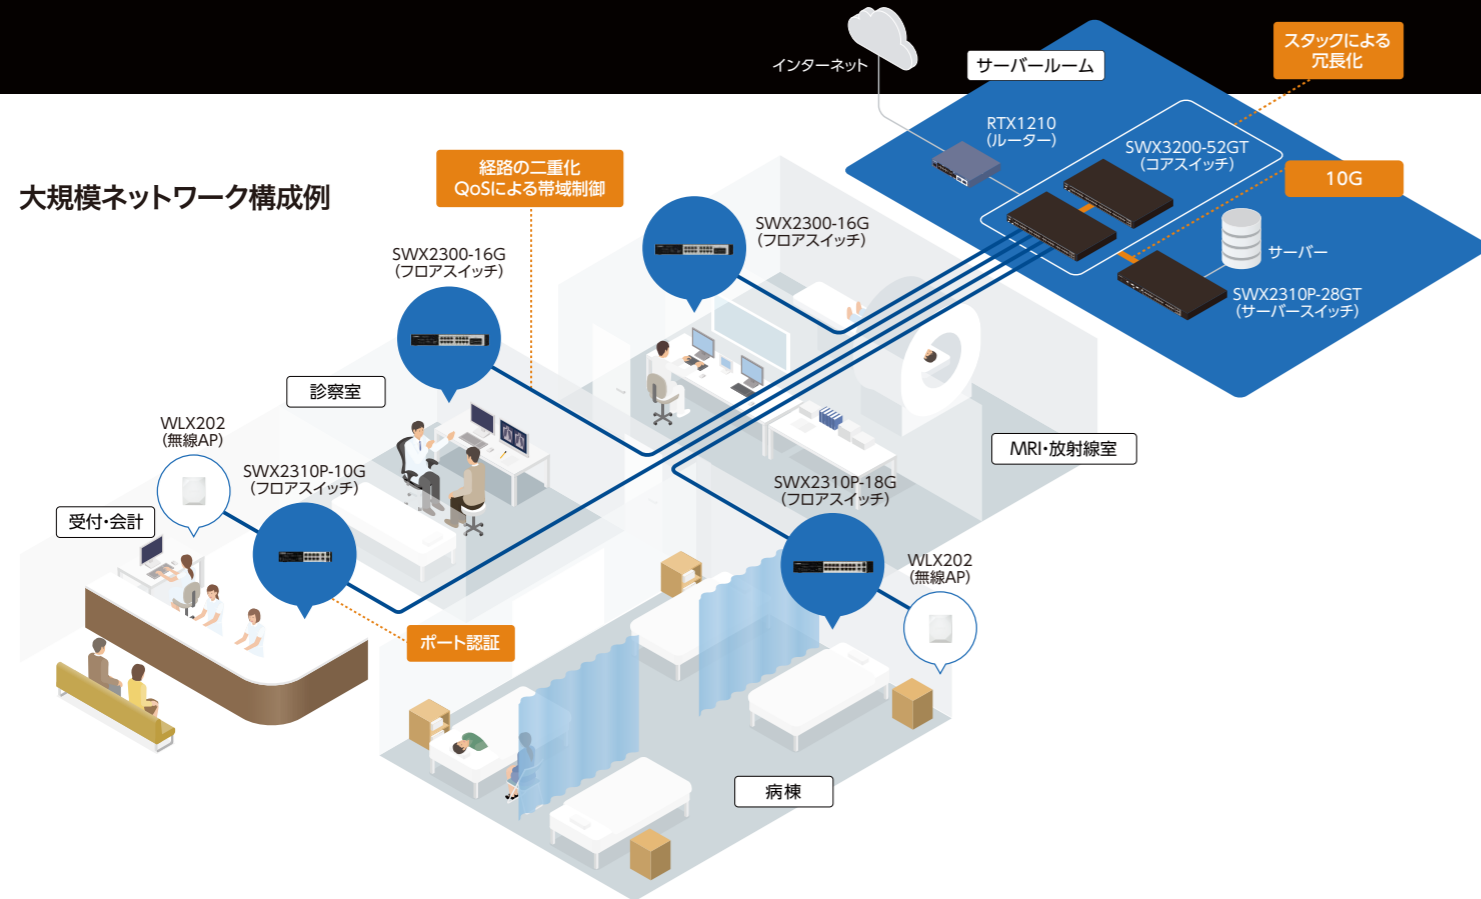 インターネット
サーバールーム
スタックによる
冗長化
RTX1210
(ルーター)
SWX3200-52GT
(コアスイッチ)
10G
経路の二重化
QoSによる帯域制御
大規模ネットワーク構成例
SWX2300-16G
(フロアスイッチ)
SWX2300-16G
(フロアスイッチ)
サーバー
SWX2310P-28GT
(サーバースイッチ)
診察室
WLX202
(無線AP)
SWX2310P-10G
(フロアスイッチ)
MRI・放射線室
SWX2310P-18G
(フロアスイッチ)
受付・会計
WLX202
(無線AP)
ポート認証
病棟